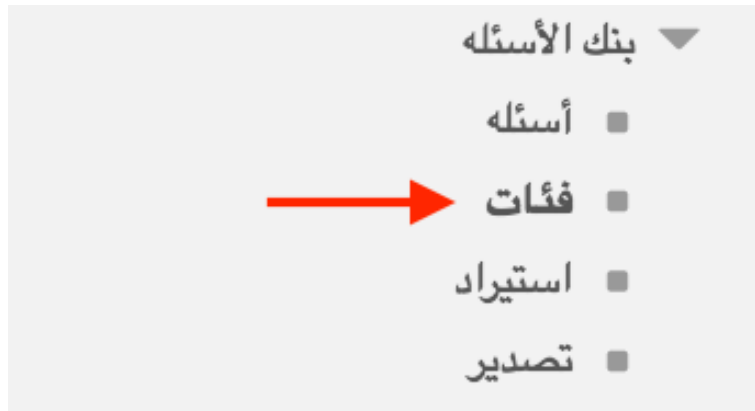 بنك الأسئله
أسئله
فئات
استيراد
تصدير